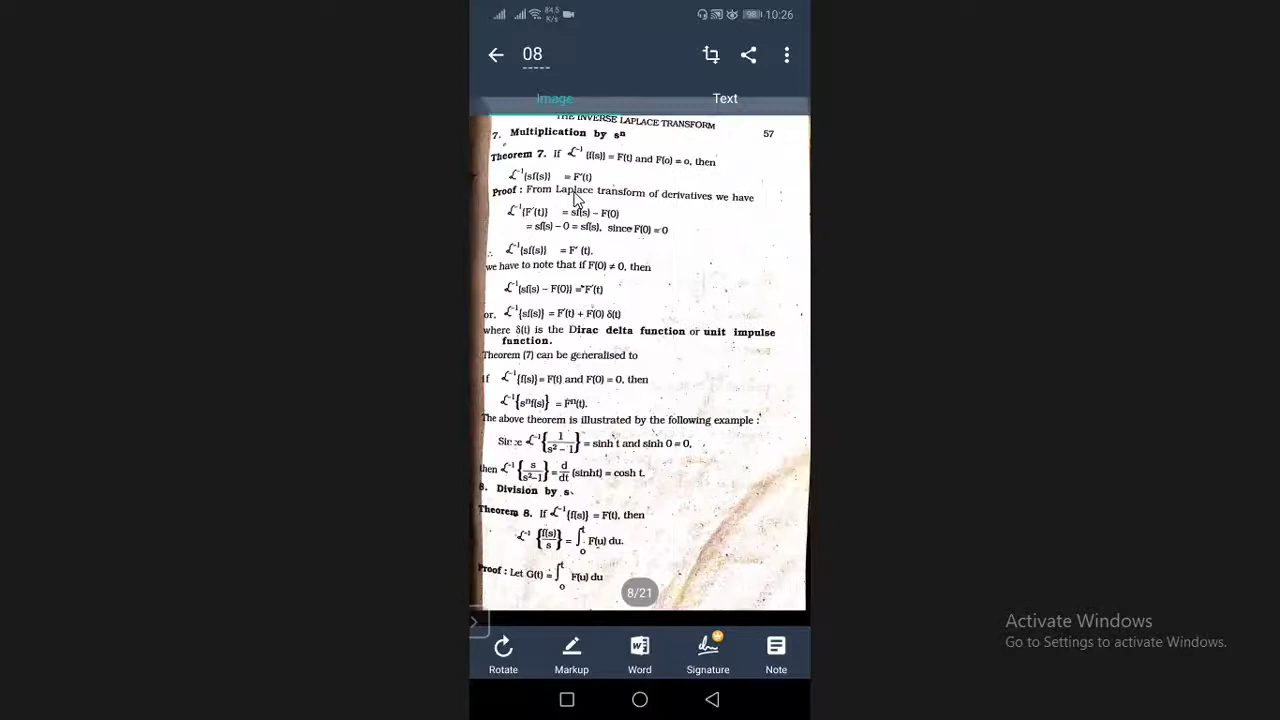 84.5 K/s 98 10:26
08
Image Text
THE INVERSE LAPLACE TRANSFORM 57
7. Multiplication by sⁿ
Theorem 7. If ℒ⁻¹{f(s)} = F(t) and F(o) = o, then
ℒ⁻¹{sf(s)} = F′(t)
Proof : From Laplace transform of derivatives we have
ℒ⁻¹{F′(t)} = sf(s) – F(0)
= sf(s) – 0 = sf(s), since F(0) = 0
∴ ℒ⁻¹{sf(s)} = F′ (t).
we have to note that if F(0) ≠ 0, then
ℒ⁻¹{sf(s) – F(0)} = F′(t)
or, ℒ⁻¹{sf(s)} = F′(t) + F(0) δ(t)
where δ(t) is the Dirac delta function or unit impulse
function.
Theorem (7) can be generalised to
If ℒ⁻¹{f(s)} = F(t) and F(0) = 0, then
ℒ⁻¹{sⁿf(s)} = Fⁿ(t).
The above theorem is illustrated by the following example :
Since ℒ⁻¹{1/(s² – 1)} = sinh t and sinh 0 = 0,
then ℒ⁻¹{s/(s²–1)} = d/dt (sinht) = cosh t.
8. Division by s
Theorem 8. If ℒ⁻¹{f(s)} = F(t), then
ℒ⁻¹ {f(s)/s} = ∫₀ᵗ F(u) du.
Proof : Let G(t) = ∫₀ᵗ F(u) du
8/21
Rotate Markup Word Signature Note
Activate Windows
Go to Settings to activate Windows.